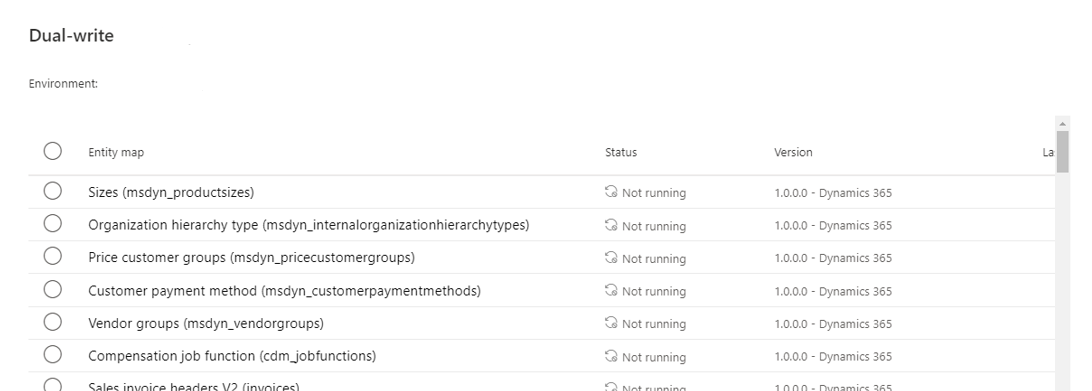 Dual-write
Environment:
Entity map Status Version La
Sizes (msdyn_productsizes) Not running 1.0.0.0 - Dynamics 365
Organization hierarchy type (msdyn_internalorganizationhierarchytypes) Not running 1.0.0.0 - Dynamics 365
Price customer groups (msdyn_pricecustomergroups) Not running 1.0.0.0 - Dynamics 365
Customer payment method (msdyn_customerpaymentmethods) Not running 1.0.0.0 - Dynamics 365
Vendor groups (msdyn_vendorgroups) Not running 1.0.0.0 - Dynamics 365
Compensation job function (cdm_jobfunctions) Not running 1.0.0.0 - Dynamics 365
Sales invoice headers V2 (invoices) Not running 1.0.0.0 - Dynamics 365